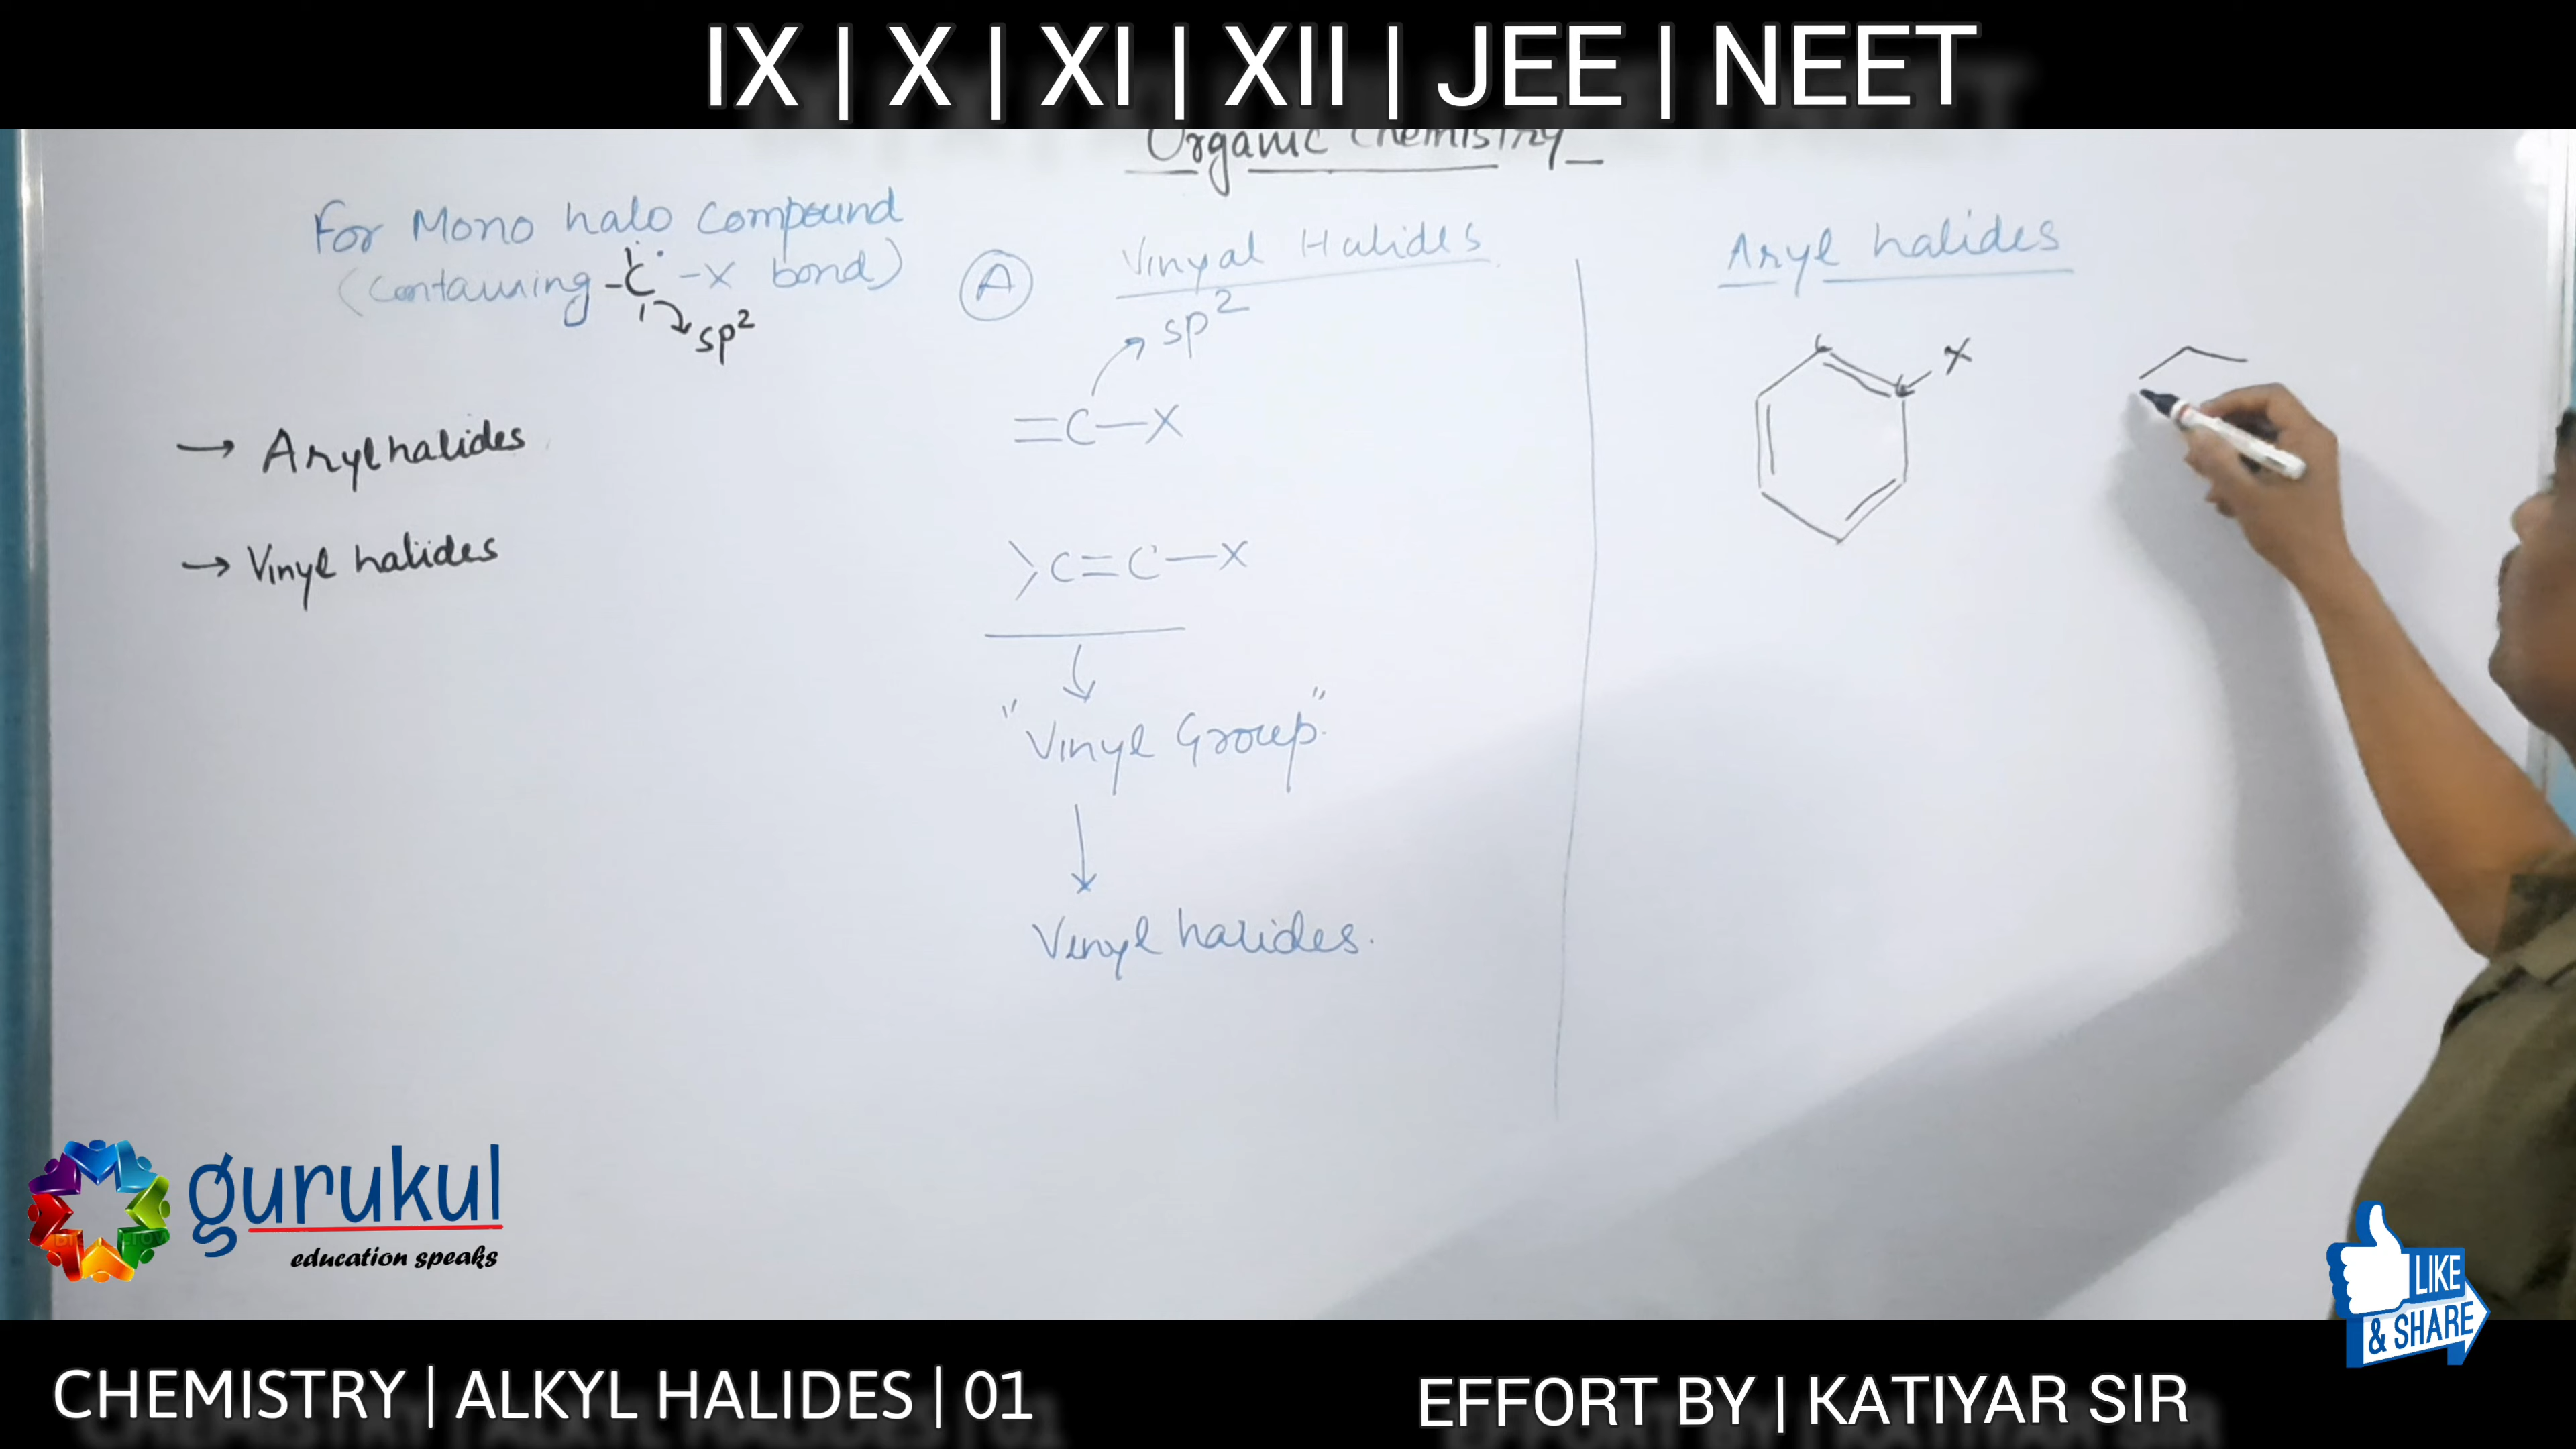 IX | X | XI | XII | JEE | NEET
Organic Chemistry
For Mono halo Compound
(Containing -C-X bond)
sp2
→ Arylhalides
→ Vinyl halides
A
Vinyal Halides
sp2
=C—X
>C=C—X
"Vinyl Group"
Vinyl halides.
Aryl halides
X
gurukul
education speaks
LIKE
& SHARE
CHEMISTRY | ALKYL HALIDES | 01
EFFORT BY | KATIYAR SIR